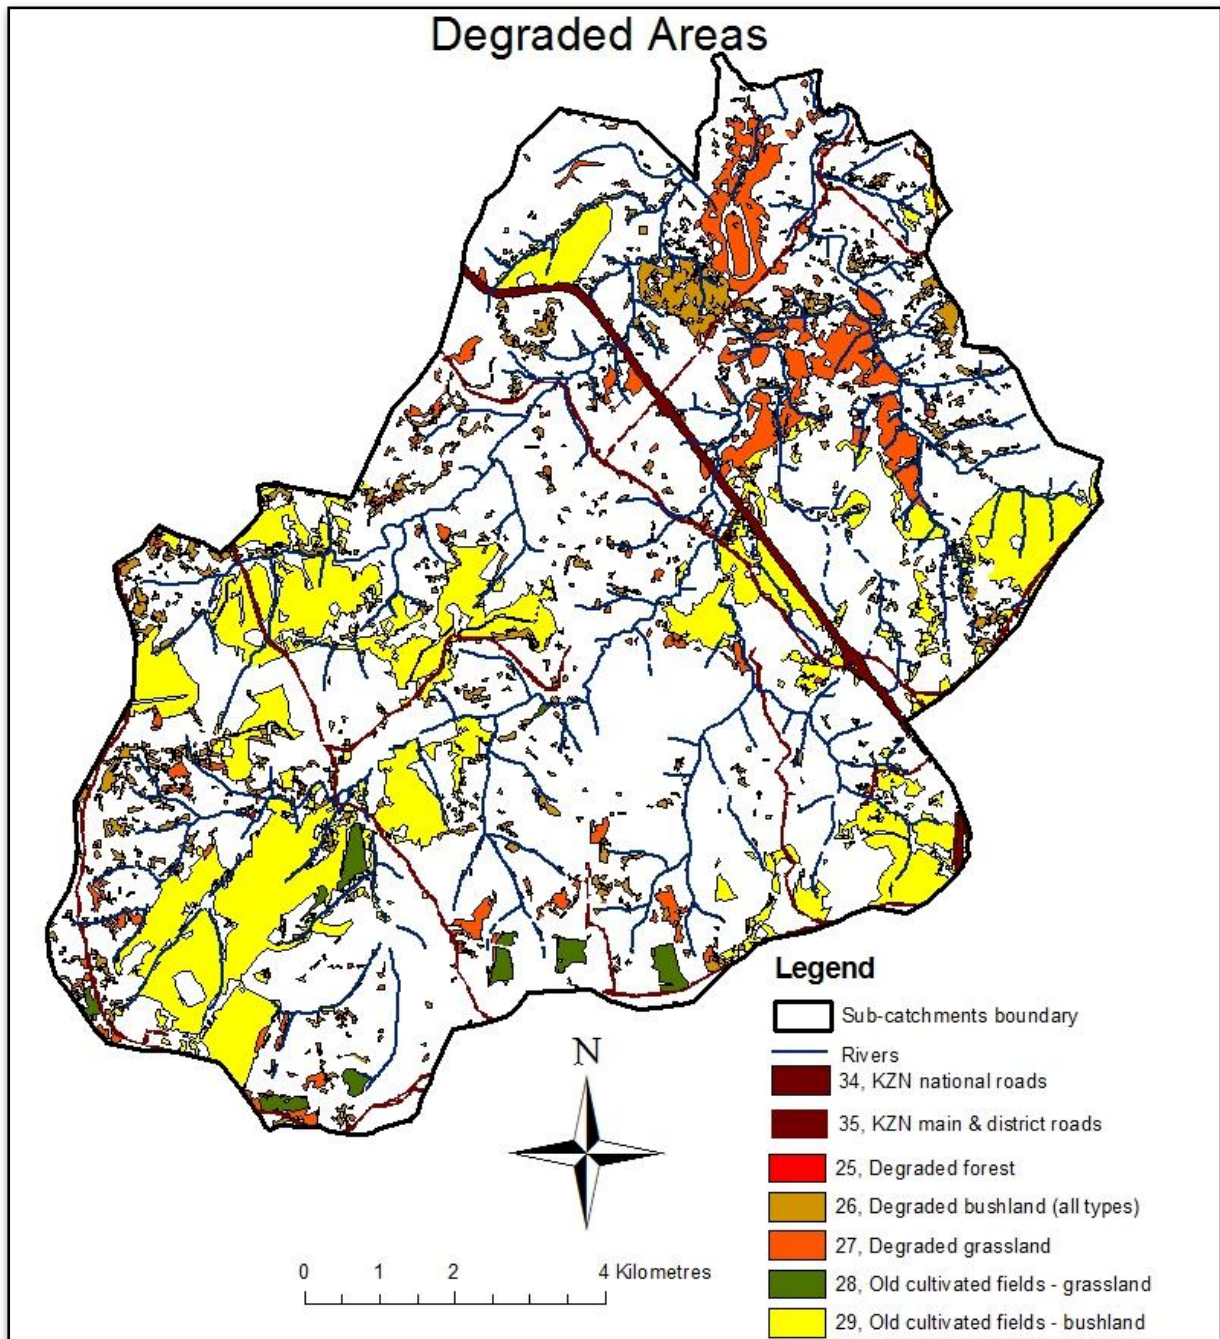 Degraded Areas
Legend
Sub-catchments boundary
Rivers
34, KZN national roads
35, KZN main & district roads
25, Degraded forest
26, Degraded bushland (all types)
27, Degraded grassland
28, Old cultivated fields - grassland
29, Old cultivated fields - bushland
N
0 1 2 4 Kilometres